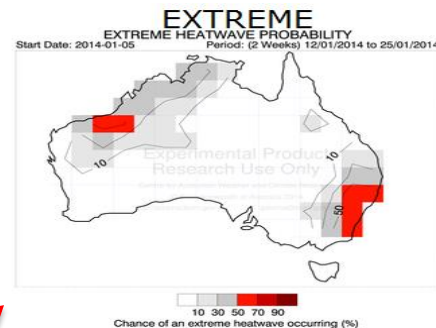 EXTREME
EXTREME HEATWAVE PROBABILITY
Start Date: 2014-01-05 Period: (2 Weeks) 12/01/2014 to 25/01/2014
10
10
50
Experimental Product
Research Use Only
10 30 50 70 90
Chance of an extreme heatwave occurring (%)